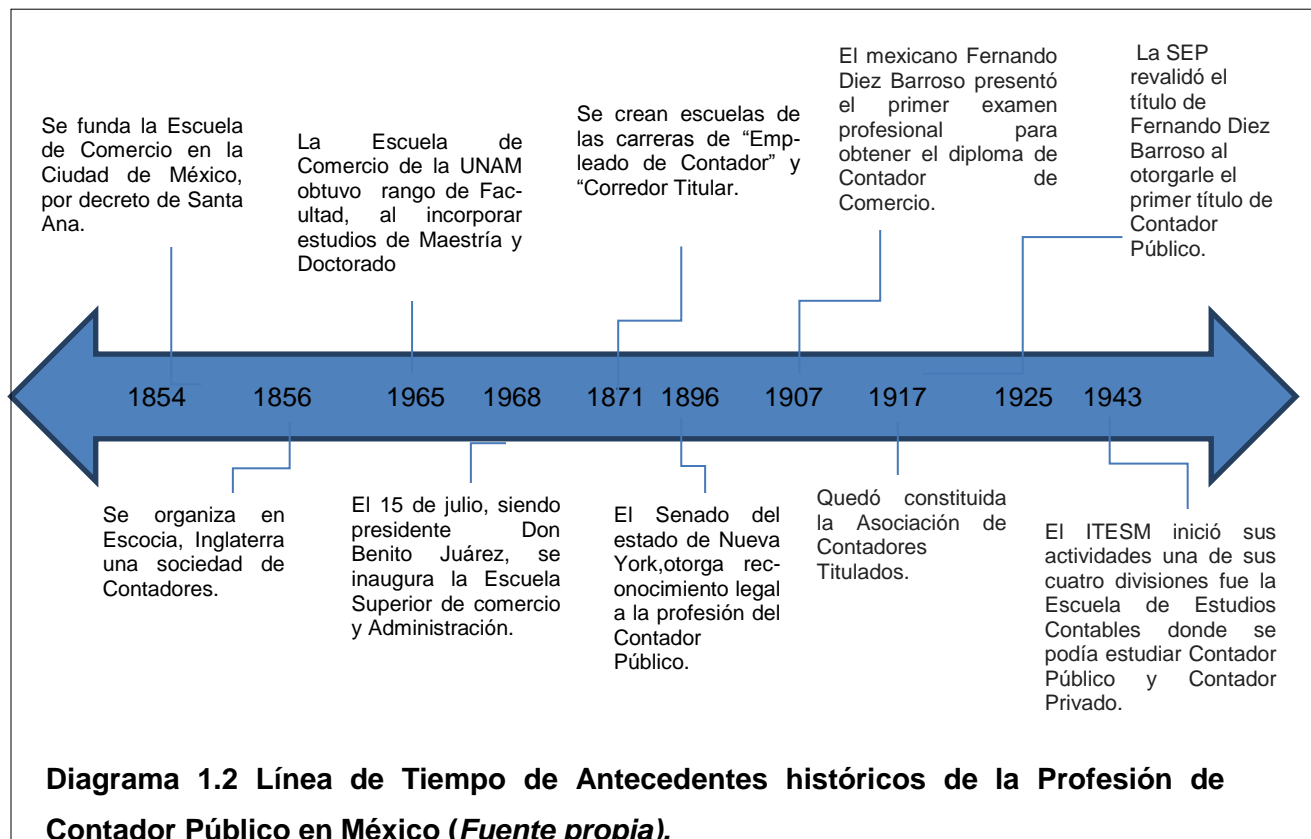 Se funda la Escuela
de Comercio en la
Ciudad de México,
por decreto de Santa
Ana.
La Escuela de
Comercio de la UNAM
obtuvo rango de Fac-
ultad, al incorporar
estudios de Maestría y
Doctorado
Se crean escuelas de
las carreras de “Emp-
leado de Contador” y
“Corredor Titular.
El mexicano Fernando
Diez Barroso presentó
el primer examen
profesional para
obtener el diploma de
Contador de
Comercio.
La SEP
revalidó el
título de
Fernando Diez
Barroso al
otorgarle el
primer título de
Contador
Público.
1854 1856 1965 1968 1871 1896 1907 1917 1925 1943
Se organiza en
Escocia, Inglaterra
una sociedad de
Contadores.
El 15 de julio, siendo
presidente Don
Benito Juárez, se
inaugura la Escuela
Superior de comercio
y Administración.
El Senado del
estado de Nueva
York,otorga rec-
onocimiento legal
a la profesión del
Contador
Público.
Quedó constituida
la Asociación de
Contadores
Titulados.
El ITESM inició sus
actividades una de sus
cuatro divisiones fue la
Escuela de Estudios
Contables donde se
podía estudiar Contador
Público y Contador
Privado.
Diagrama 1.2 Línea de Tiempo de Antecedentes históricos de la Profesión de
Contador Público en México (Fuente propia).